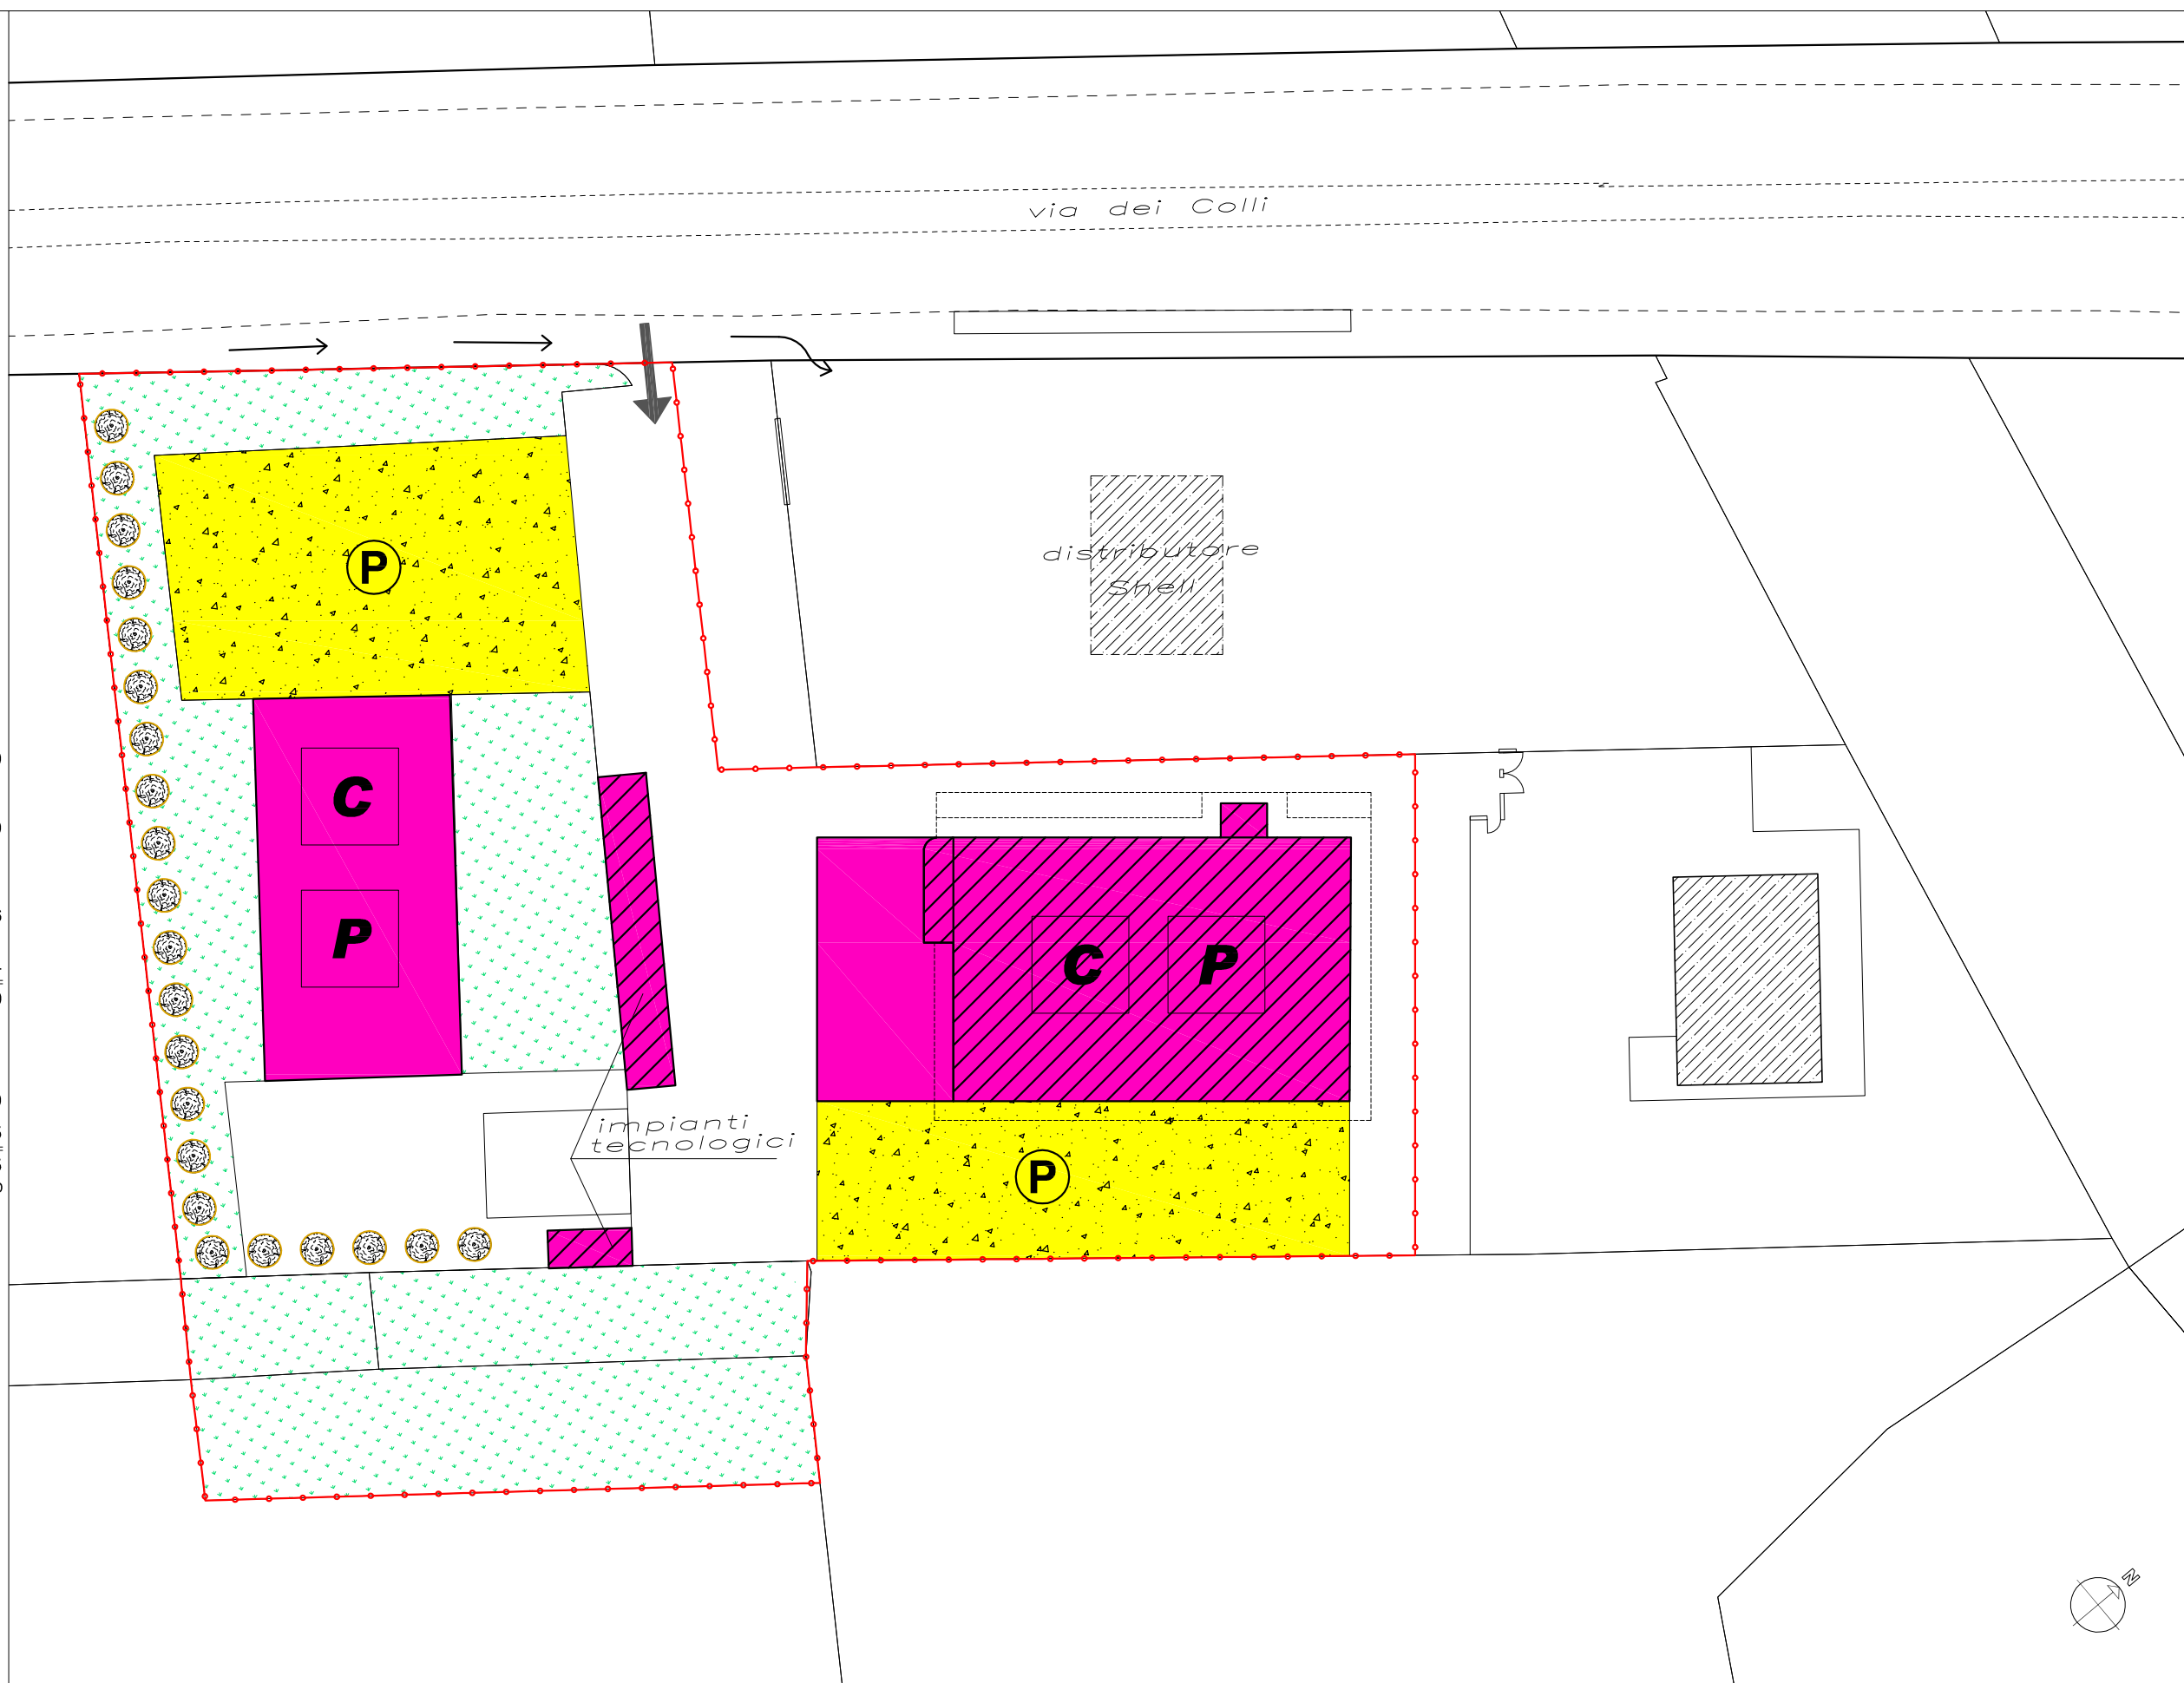 via dei Colli
distributore
Shell
P
C
P
C P
impianti
tecnologici
P
N